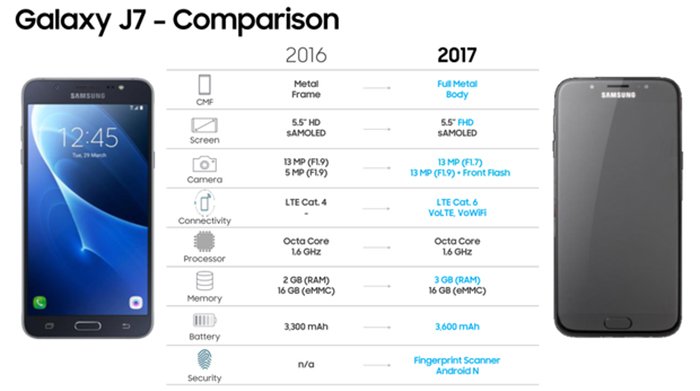 Galaxy J7 – Comparison
2016 2017
SAMSUNG
12:45
Tue, 29 March
SAMSUNG
CMF
Metal
Frame
Full Metal
Body
Screen
5.5" HD
sAMOLED
5.5" FHD
sAMOLED
Camera
13 MP (F1.9)
5 MP (F1.9)
13 MP (F1.7)
13 MP (F1.9) + Front Flash
Connectivity
LTE Cat. 4
-
LTE Cat. 6
VoLTE, VoWiFi
Processor
Octa Core
1.6 GHz
Octa Core
1.6 GHz
Memory
2 GB (RAM)
16 GB (eMMC)
3 GB (RAM)
16 GB (eMMC)
Battery
3,300 mAh
3,600 mAh
Security
n/a
Fingerprint Scanner
Android N